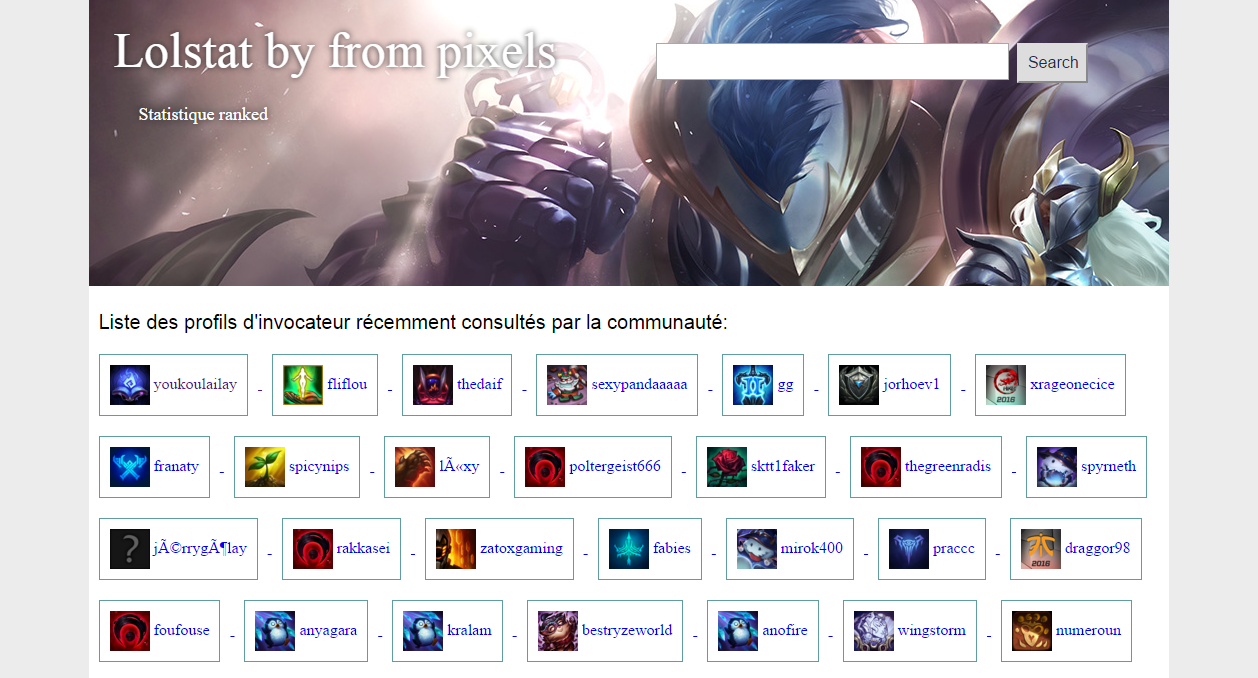 Lolstat by from pixels
Search
Statistique ranked
Liste des profils d'invocateur récemment consultés par la communauté:
youkoulailay - fliflou - thedaif - sexypandaaaaa - gg - jorhoev1 - xrageonecice
2016
franaty - spicynips - lÃ«xy - poltergeist666 - sktt1faker - thegreenradis - spyrneth
? jÃ©rrygÃ¶lay - rakkasei - zatoxgaming - fabies - mirok400 - praccc - draggor98
2016
foufouse - anyagara - kralam - bestryzeworld - anofire - wingstorm - numeroun